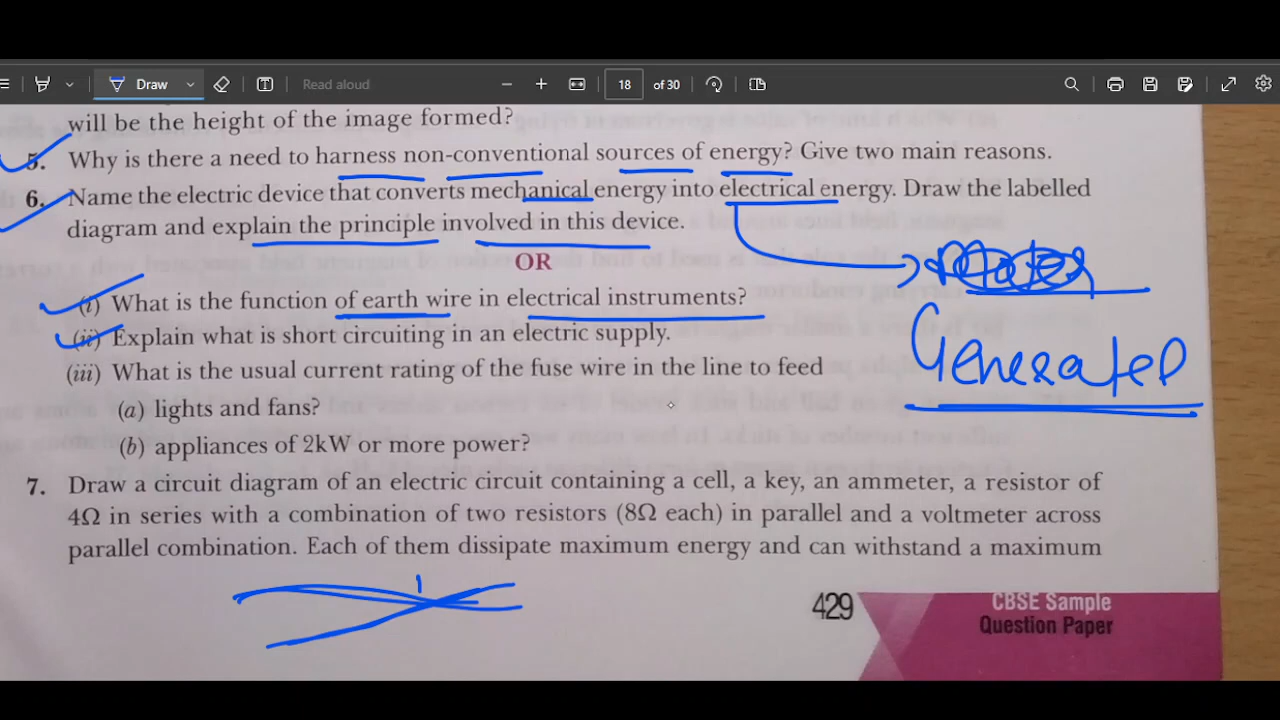 Draw
Read aloud
18 of 30
will be the height of the image formed?
5. Why is there a need to harness non-conventional sources of energy? Give two main reasons.
6. Name the electric device that converts mechanical energy into electrical energy. Draw the labelled
diagram and explain the principle involved in this device.
OR
(i) What is the function of earth wire in electrical instruments?
(ii) Explain what is short circuiting in an electric supply.
Generated
(iii) What is the usual current rating of the fuse wire in the line to feed
(a) lights and fans?
(b) appliances of 2kW or more power?
7. Draw a circuit diagram of an electric circuit containing a cell, a key, an ammeter, a resistor of
4Ω in series with a combination of two resistors (8Ω each) in parallel and a voltmeter across
parallel combination. Each of them dissipate maximum energy and can withstand a maximum
429
CBSE Sample
Question Paper